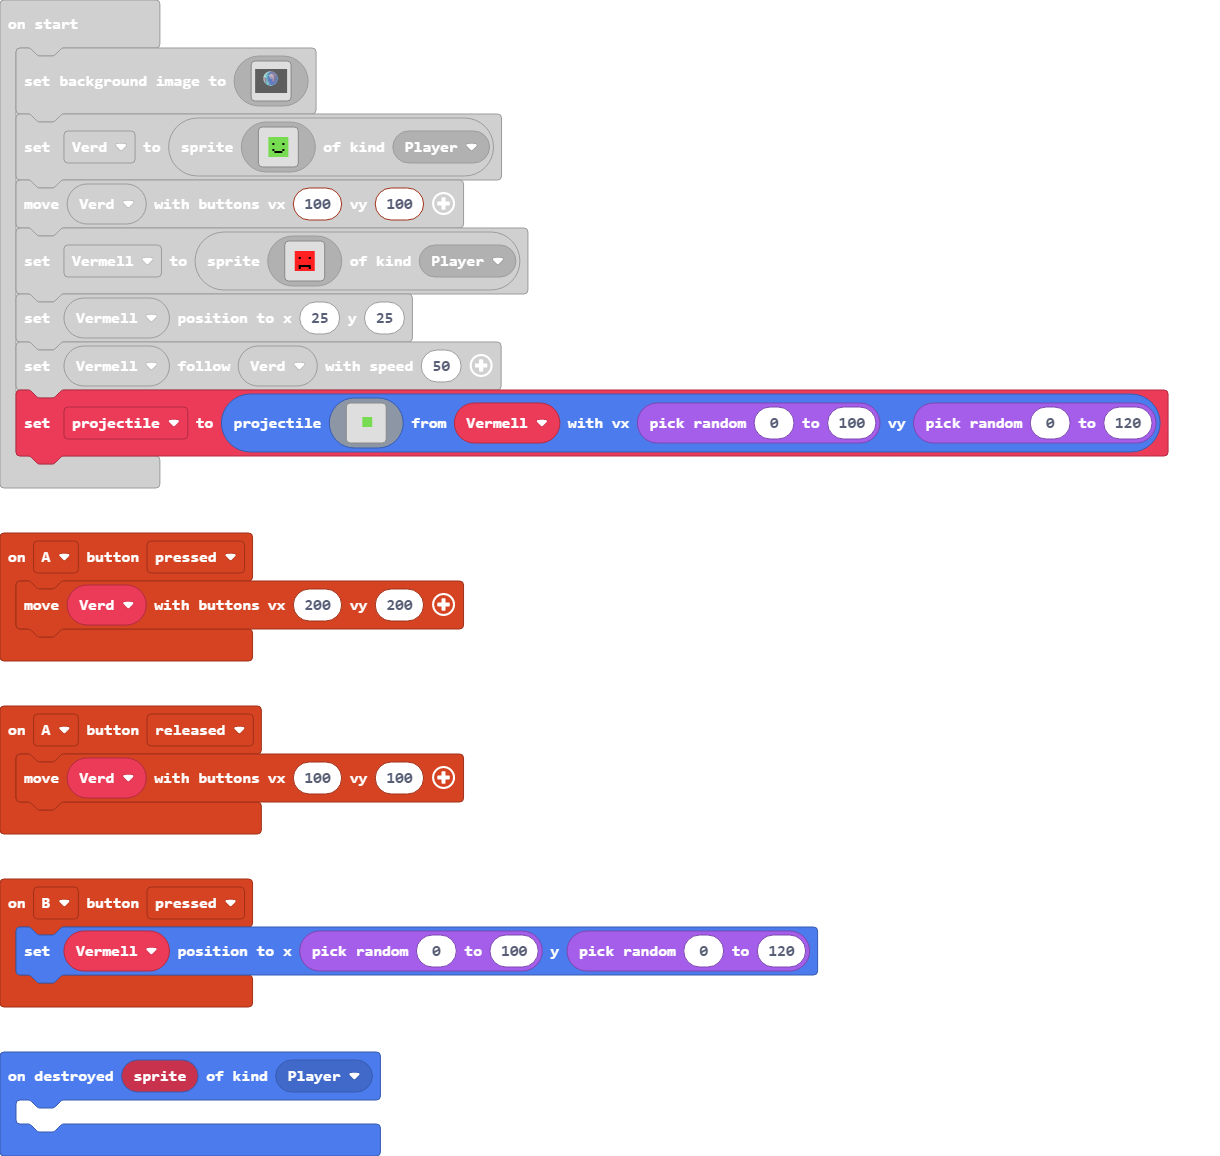 on start
set background image to
set Verd to sprite of kind Player
move Verd with buttons vx 100 vy 100
set Vermell to sprite of kind Player
set Vermell position to x 25 y 25
set Vermell follow Verd with speed 50
set projectile to projectile from Vermell with vx pick random 0 to 100 vy pick random 0 to 120
on A button pressed
move Verd with buttons vx 200 vy 200
on A button released
move Verd with buttons vx 100 vy 100
on B button pressed
set Vermell position to x pick random 0 to 100 y pick random 0 to 120
on destroyed sprite of kind Player